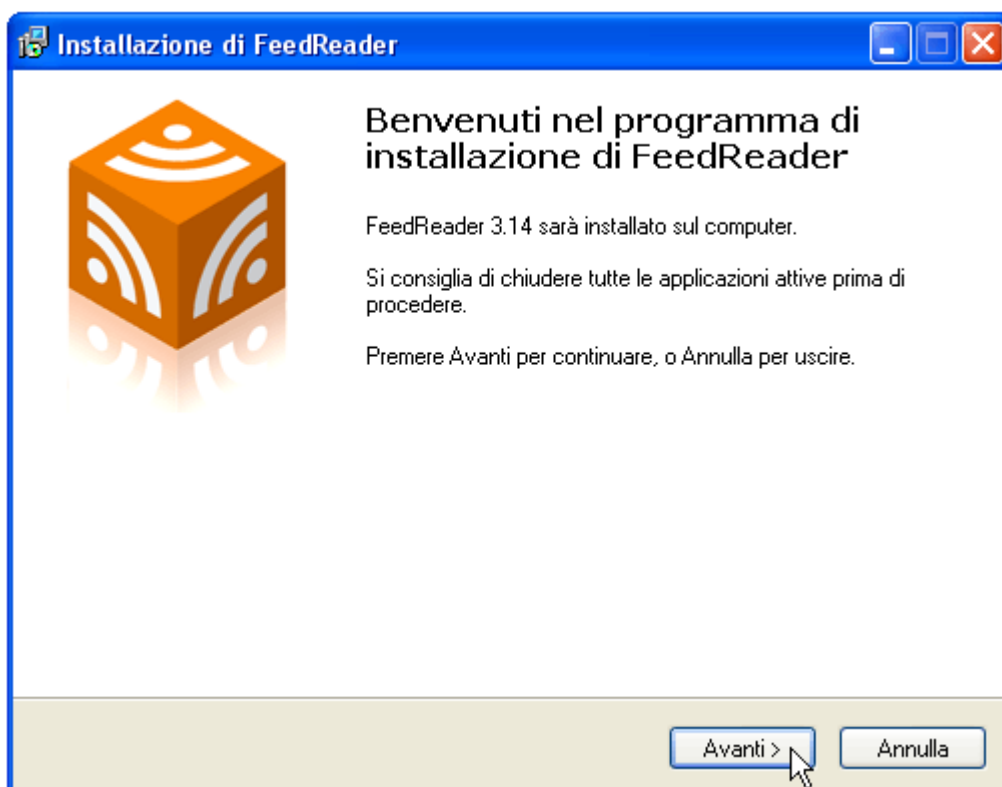 Installazione di FeedReader
Benvenuti nel programma di
installazione di FeedReader
FeedReader 3.14 sarà installato sul computer.
Si consiglia di chiudere tutte le applicazioni attive prima di
procedere.
Premere Avanti per continuare, o Annulla per uscire.
Avanti >
Annulla